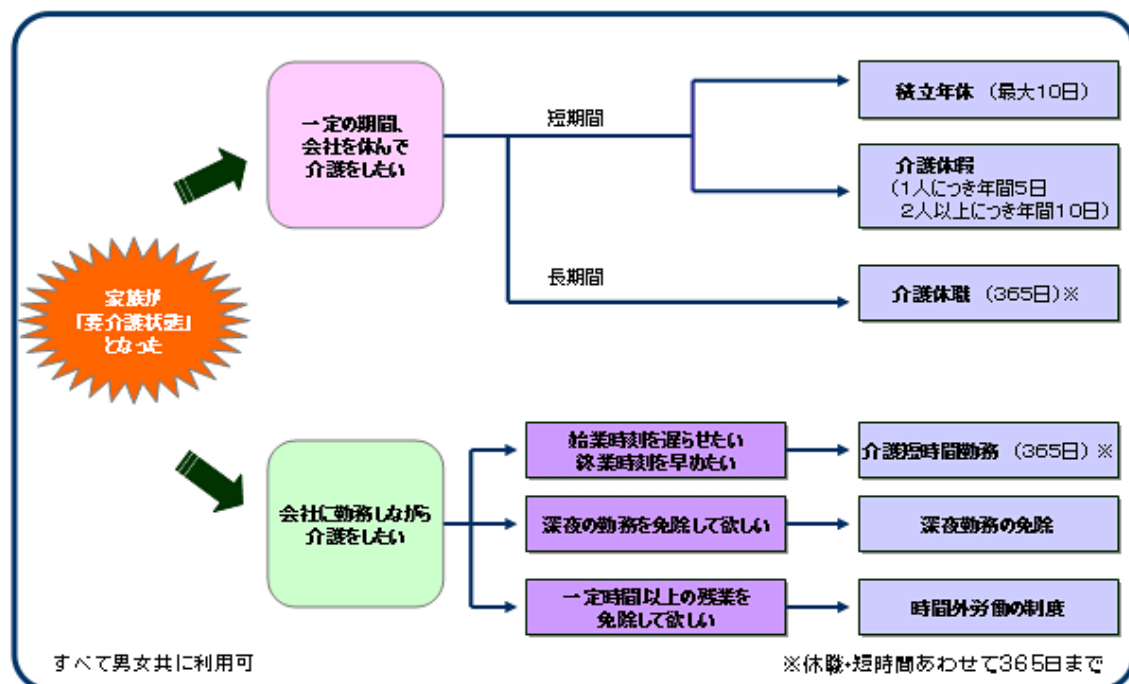 家族が
「要介護状態」
となった
一定の期間、
会社を休んで
介護をしたい
短期間
積立年休 (最大10日)
介護休暇
(1人につき年間5日
2人以上につき年間10日)
長期間
介護休職 (365日)※
会社に勤務しながら
介護をしたい
始業時刻を遅らせたい
終業時刻を早めたい
介護短時間勤務 (365日)※
深夜の勤務を免除して欲しい
深夜勤務の免除
一定時間以上の残業を
免除して欲しい
時間外労働の制度
すべて男女共に利用可
※休職・短時間あわせて365日まで